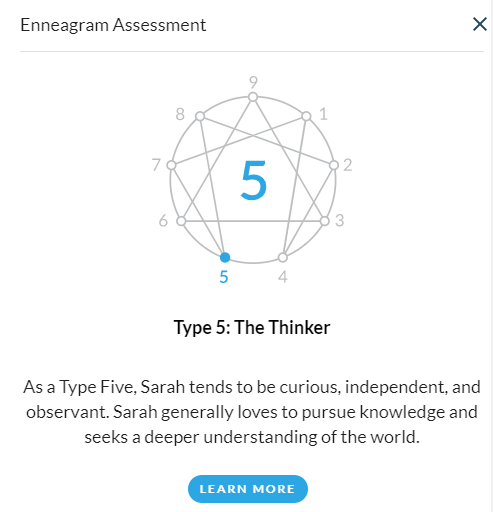 Enneagram Assessment
9
8
1
7
5
2
6
3
5
4
Type 5: The Thinker
As a Type Five, Sarah tends to be curious, independent, and
observant. Sarah generally loves to pursue knowledge and
seeks a deeper understanding of the world.
LEARN MORE